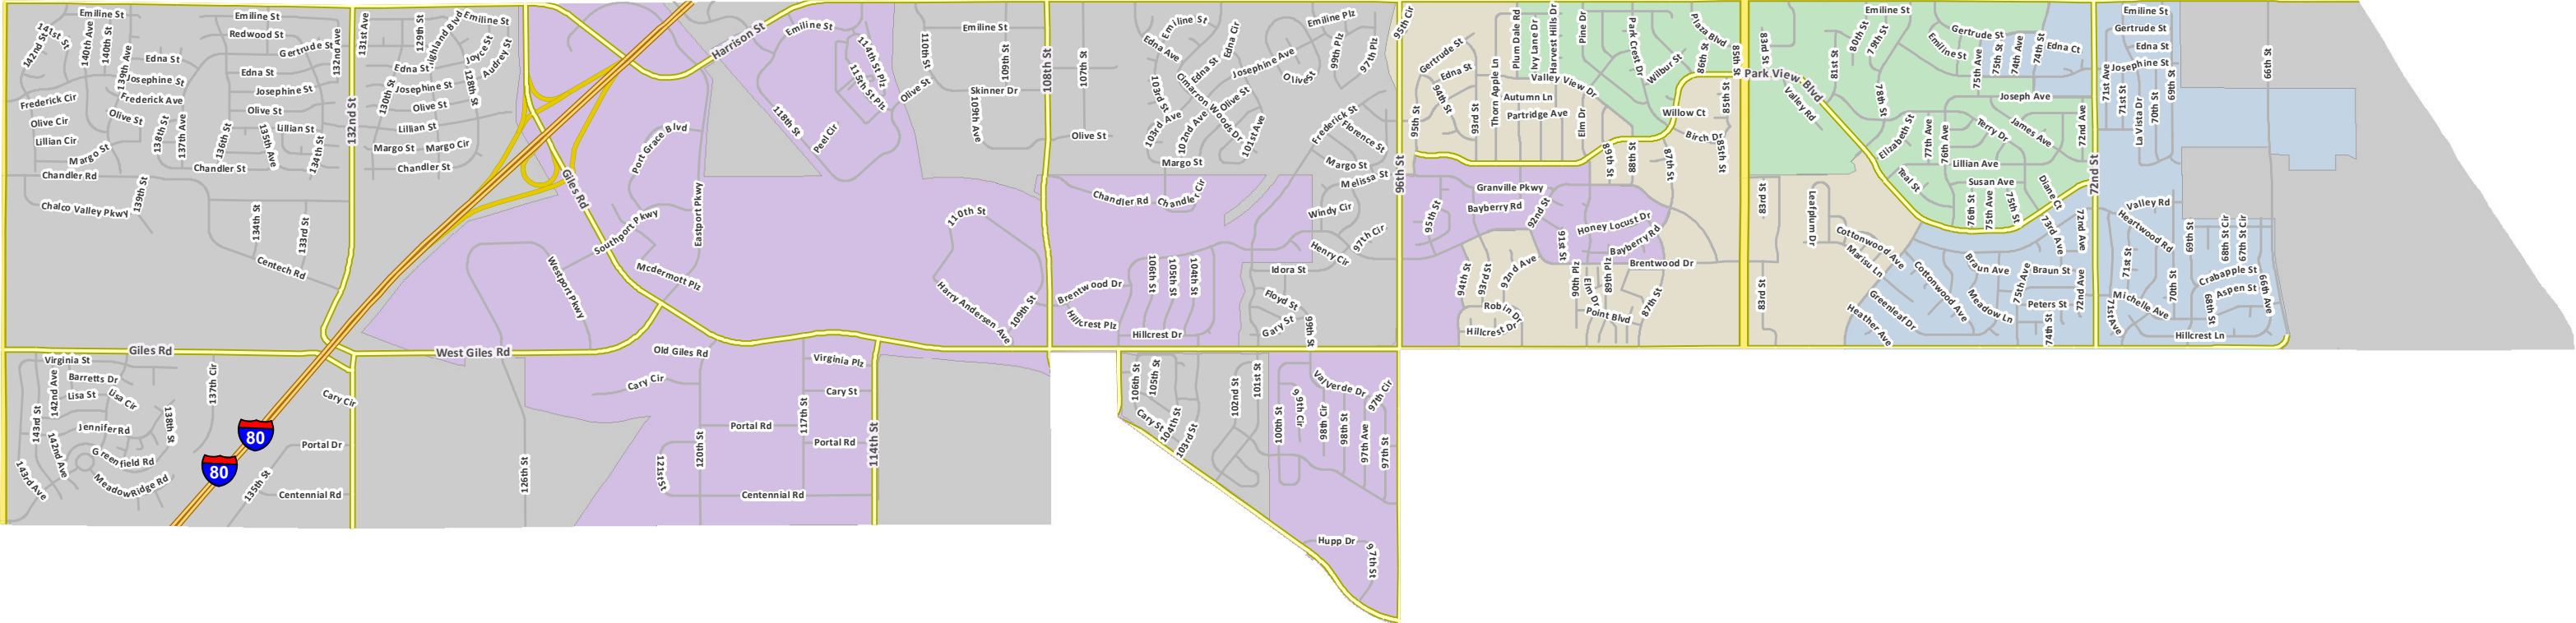 Emiline St
141st St
142nd St
140th Ave
140th St
139th Ave
Edna St
Josephine St
Frederick Ave
Frederick Cir
Olive St
Olive Cir
Lillian Cir
Margo St
Chandler Rd
138th St
137th Ave
Chalco Valley Pkwy
139th St
Emiline St
Redwood St
Gertrude St
132nd Ave
Edna St
Josephine St
Olive St
Lillian St
136th St
135th Ave
134th St
Chandler St
134th St
133rd St
Centech Rd
132nd St
131st Ave
129th St
Highland Blvd
Emiline St
Joyce St
Audrey St
Edna St
Josephine St
128th St
130th St
Olive St
Lillian St
Margo St
Margo Cir
Chandler St
Giles Rd
Harrison St
Emiline St
114th St Plz
115th St Plz
118th St
Peel Cir
Olive St
Port Grace Blvd
Eastport Pkwy
Southport Pkwy
Westport Pkwy
Mcdermott Plz
110th St
Emiline St
109th St
Skinner Dr
109th Ave
108th St
107th St
Olive St
110th St
Harry Andersen Ave
109th St
Emiline St
Edna Ave
Edna Cir
Edna St
Josephine Ave
Cimarron Woods Dr
Olive St
103rd St
103rd Ave
102nd Ave
101st Ave
Margo St
Emiline Plz
99th Plz
97th Plz
Olive St
Frederick St
Florence St
Margo St
Melissa St
Windy Cir
97th Cir
Henry Cir
Idora St
Floyd St
Gary St
99th St
Chandler Rd
Chandle Cir
Brentwood Dr
106th St
105th St
104th St
Hillcrest Plz
Hillcrest Dr
96th St
95th Cir
Gertrude St
Edna St
94th St
95th St
93rd St
Thorn Apple Ln
Plum Dale Rd
Ivy Lane Dr
Harvest Hills Dr
Pine Dr
Valley View Dr
Autumn Ln
Partridge Ave
Elm Dr
Park Crest Dr
Plaza Blvd
Wilbur St
86th St
85th St
Willow Ct
85th St
Birch Dr
85th St
89th St
88th St
87th St
Granville Pkwy
Bayberry Rd
95th St
92nd St
Honey Locust Dr
91st St
Bayberry Rd
Brentwood Dr
94th St
93rd St
92nd Ave
Robin Dr
Hillcrest Dr
90th Plz
Elm Dr
89th Plz
Point Blvd
87th St
83rd St
Park View Blvd
Valley Rd
81st St
Emiline St
80th St
79th St
78th St
Emiline St
Gertrude St
75th Ave
75th St
74th Ave
74th St
Edna Ct
Joseph Ave
Elizabeth St
77th Ave
76th Ave
Terry Dr
James Ave
72nd Ave
Lillian Ave
Teal St
Susan Ave
76th St
75th Ave
75th St
Diane Ct
83rd St
Leafplum Dr
83rd St
Cottonwood Ave
Marisu Ln
Cottonwood Ave
Greenleaf Dr
Heather Ave
Braun Ave
Meadow Ln
75th Ave
Braun St
73rd Ave
72nd Ave
72nd Ave
Peters St
74th St
72nd St
Emiline St
Gertrude St
Edna St
Josephine St
71st Ave
71st St
La Vista Dr
70th St
69th St
66th St
Valley Rd
Heartwood Rd
69th St
68th St Cir
67th St Cir
71st St
70th St
Crabapple St
Aspen St
66th Ave
Michelle Ave
71st Ave
68th St
Hillcrest Ln
Giles Rd
Virginia St
Barretts Dr
142nd Ave
Lisa St
Lisa Cir
143rd St
Jennifer Rd
142nd Ave
Greenfield Rd
Meadow Ridge Rd
143rd Ave
138th St
137th Cir
Cary Cir
Portal Dr
135th St
Centennial Rd
80
80
West Giles Rd
126th St
Old Giles Rd
Cary Cir
Virginia Plz
Cary St
117th St
Portal Rd
Portal Rd
114th St
120th St
121st St
Centennial Rd
106th St
105th St
Cary St
104th St
103rd St
102nd St
101st St
Valverde Dr
97th Cir
100th St
99th Cir
98th Cir
98th St
97th Ave
97th St
Hupp Dr
97th St